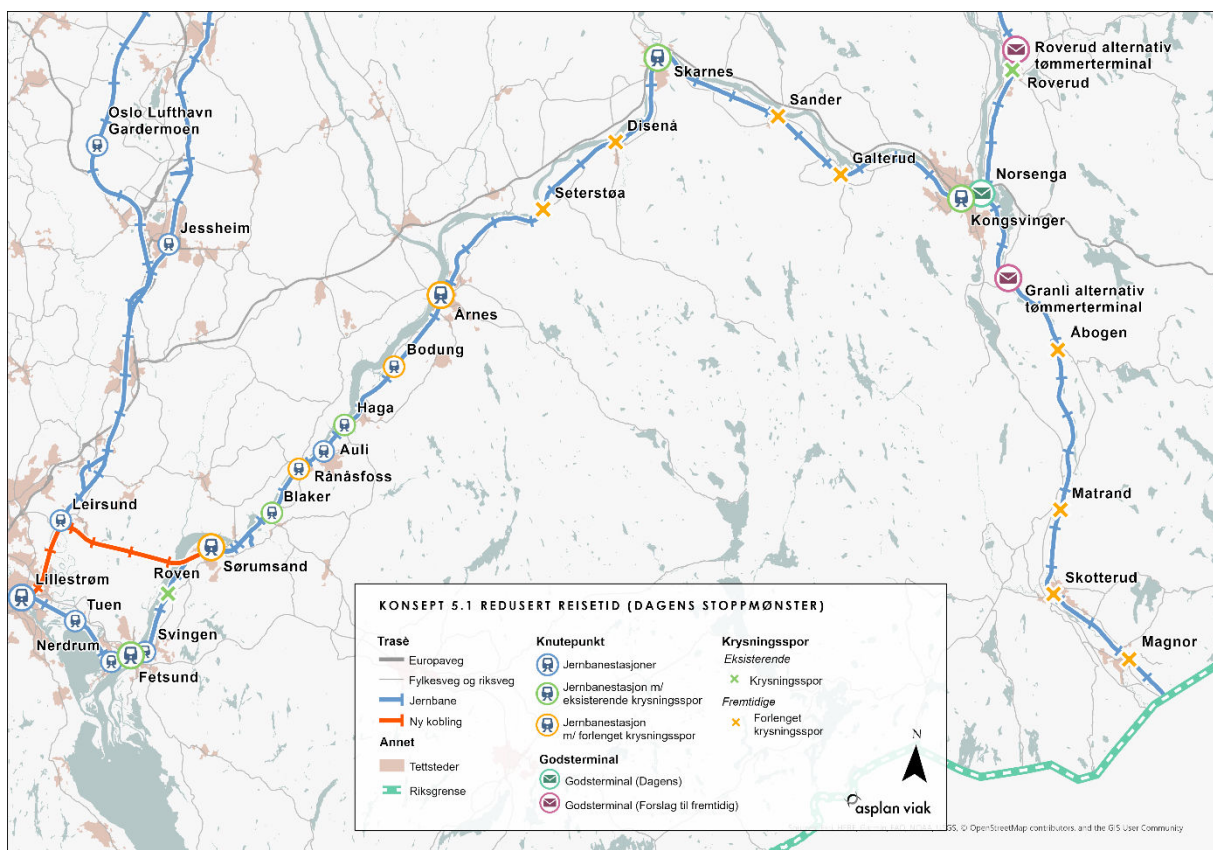 Roverud alternativ
tømmerterminal
Roverud
Skarnes
Sander
Oslo Lufthavn
Gardermoen
Disenå
Galterud
Norsenga
Seterstøa
Kongsvinger
Jessheim
Granli alternativ
tømmerterminal
Årnes
Åbogen
Bodung
Haga
Auli
Rånåsfoss
Matrand
Blaker
Leirsund
Sørumsand
Roven
Lillestrøm
Skotterud
Tuen
Svingen
Nerdrum
Magnor
Fetsund
KONSEPT 5.1 REDUSERT REISETID (DAGENS STOPPMØNSTER)
Trasè
Europaveg
Fylkesveg og riksveg
Jernbane
Ny kobling
Annet
Tettsteder
Riksgrense
Knutepunkt
Jernbanestasjoner
Jernbanestasjon m/
eksisterende krysningsspor
Jernbanestasjon
m/ forlenget krysningsspor
Godsterminal
Godsterminal (Dagens)
Godsterminal (Forslag til fremtidig)
Krysningsspor
Eksisterende
Krysningsspor
Fremtidige
Forlenget
krysningsspor
N
asplan viak
© OpenStreetMap contributors, and the GIS User Community